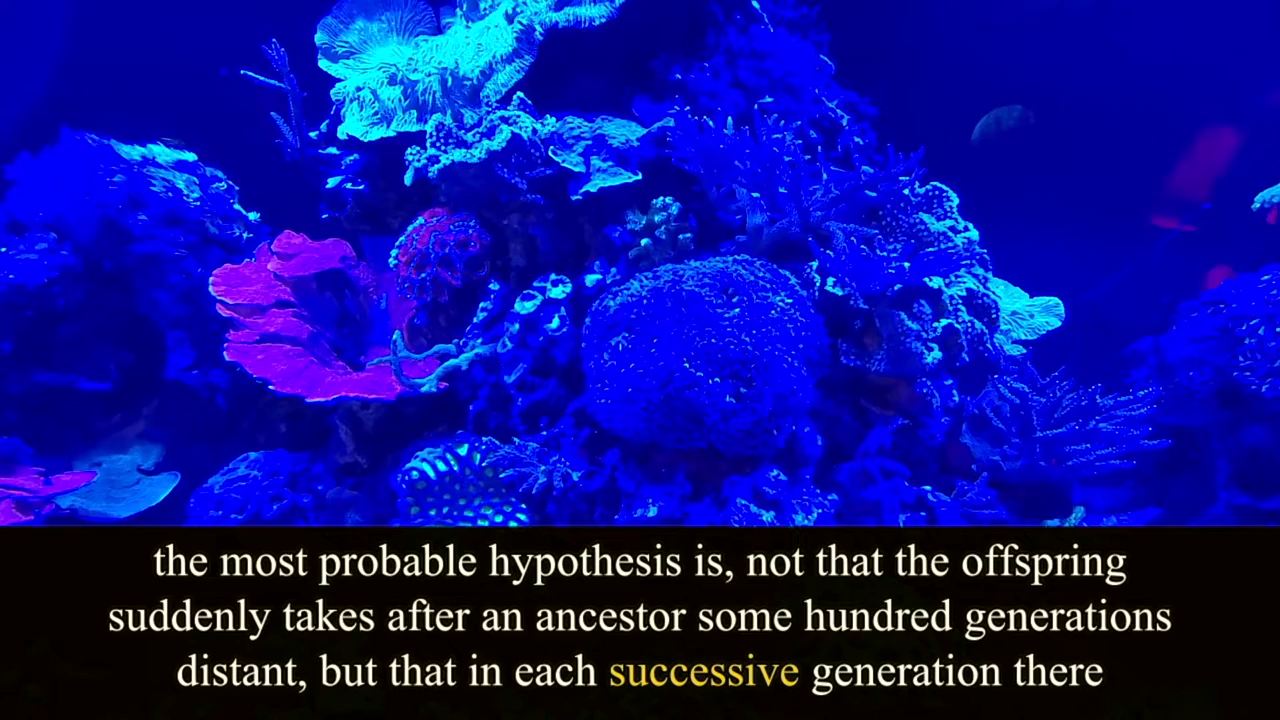 the most probable hypothesis is, not that the offspring
suddenly takes after an ancestor some hundred generations
distant, but that in each successive generation there